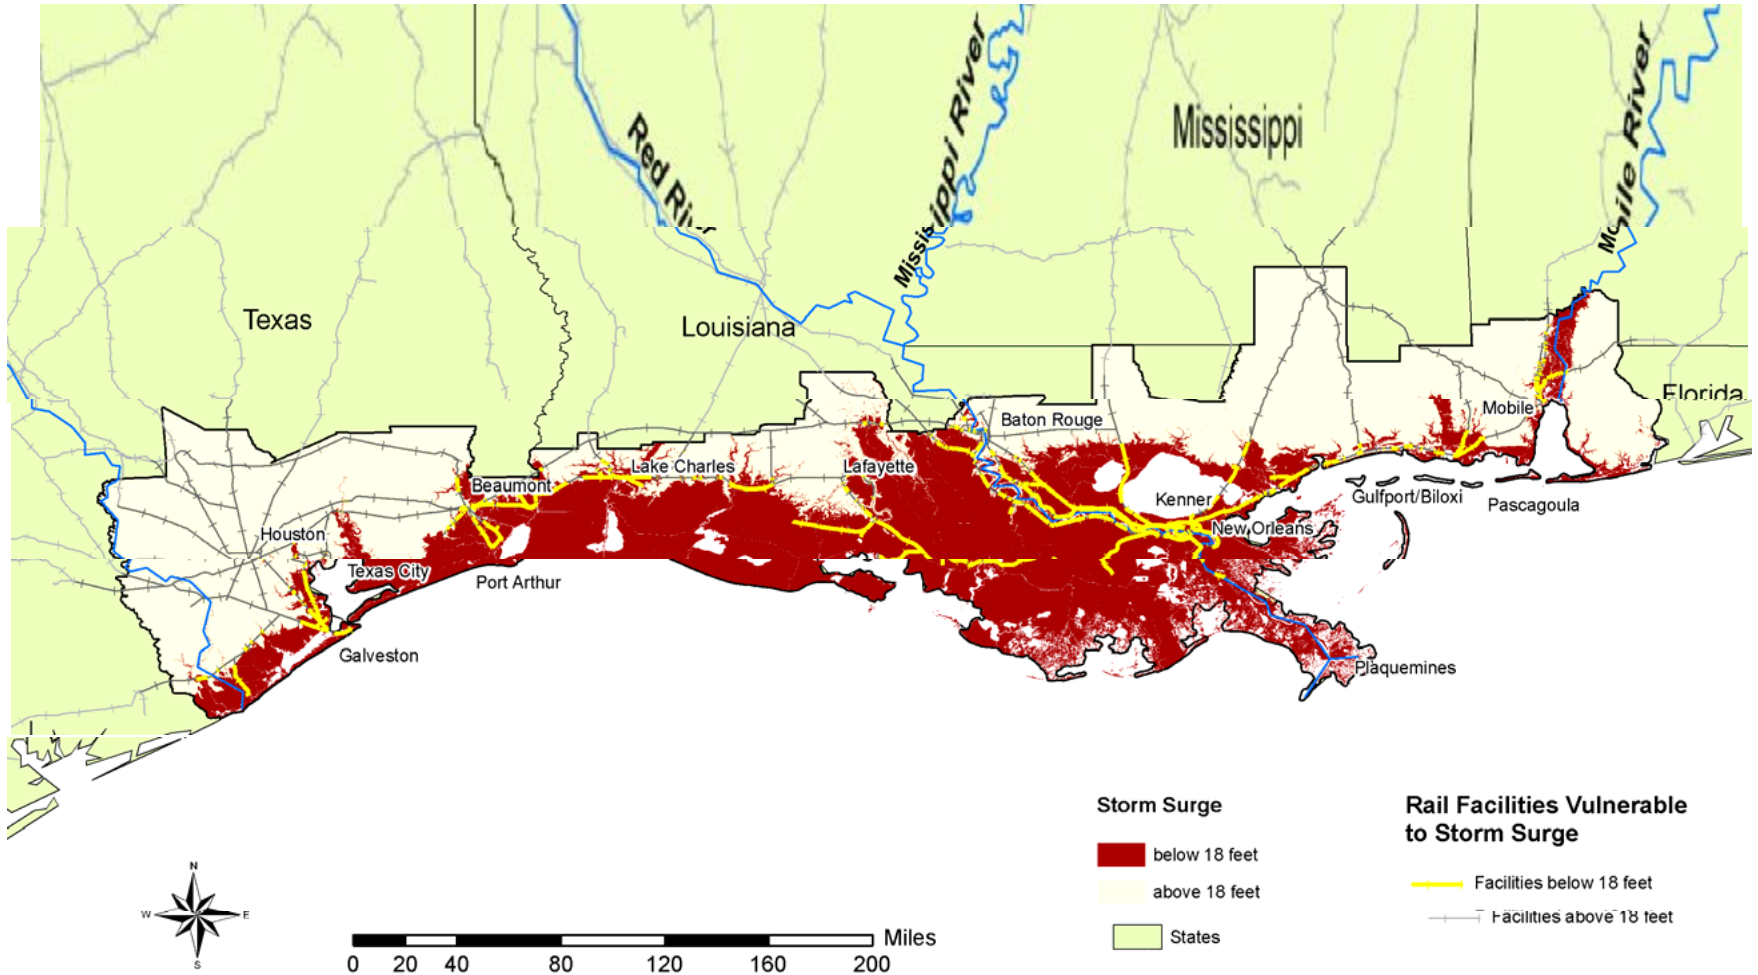 Mississippi River
Mississippi
Mobile River
Red River
Mississ
Texas
Louisiana
Florida
Mobile
Baton Rouge
Lake Charles
Lafayette
Beaumont
Kenner
Gulfport/Biloxi
Pascagoula
New Orleans
Houston
Texas City
Port Arthur
Galveston
Plaquemines
Storm Surge
below 18 feet
above 18 feet
States
Rail Facilities Vulnerable
to Storm Surge
Facilities below 18 feet
Facilities above 18 feet
N
W
E
S
Miles
0 20 40 80 120 160 200